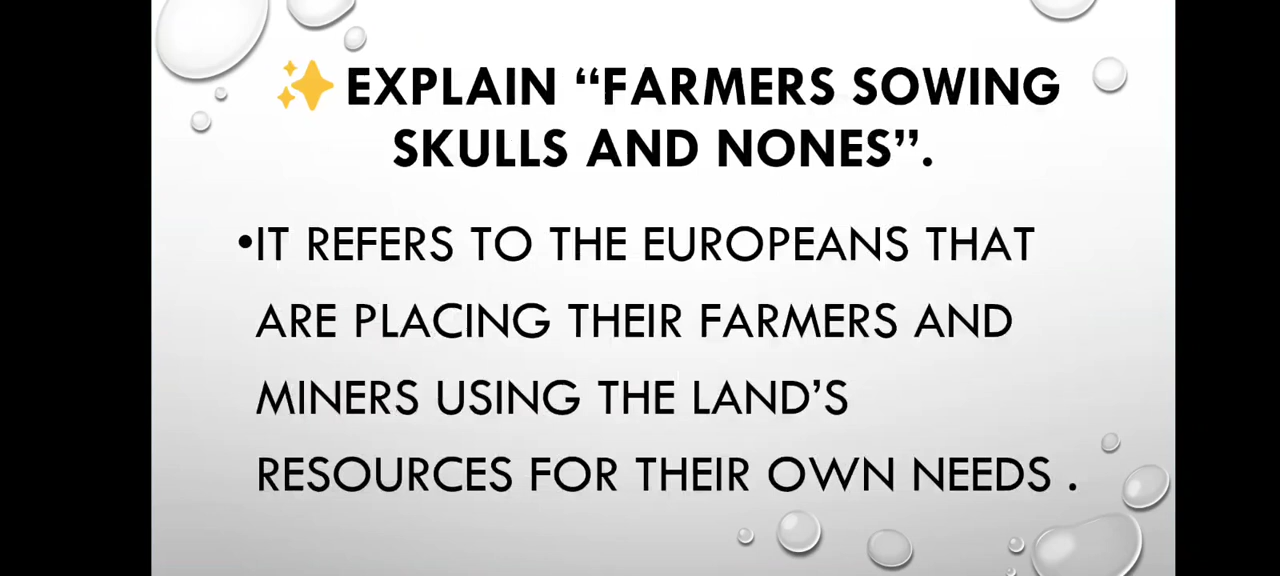 ✨EXPLAIN “FARMERS SOWING
SKULLS AND NONES”.
•IT REFERS TO THE EUROPEANS THAT
ARE PLACING THEIR FARMERS AND
MINERS USING THE LAND’S
RESOURCES FOR THEIR OWN NEEDS .